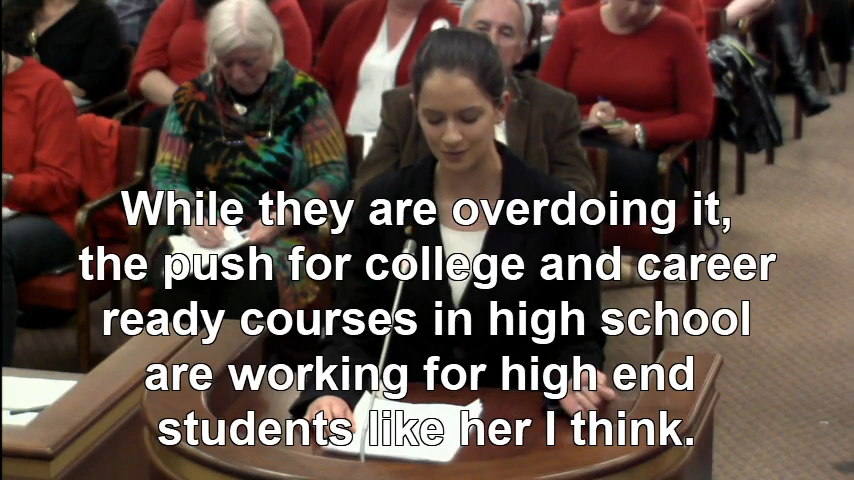 While they are overdoing it,
the push for college and career
ready courses in high school
are working for high end
students like her I think.